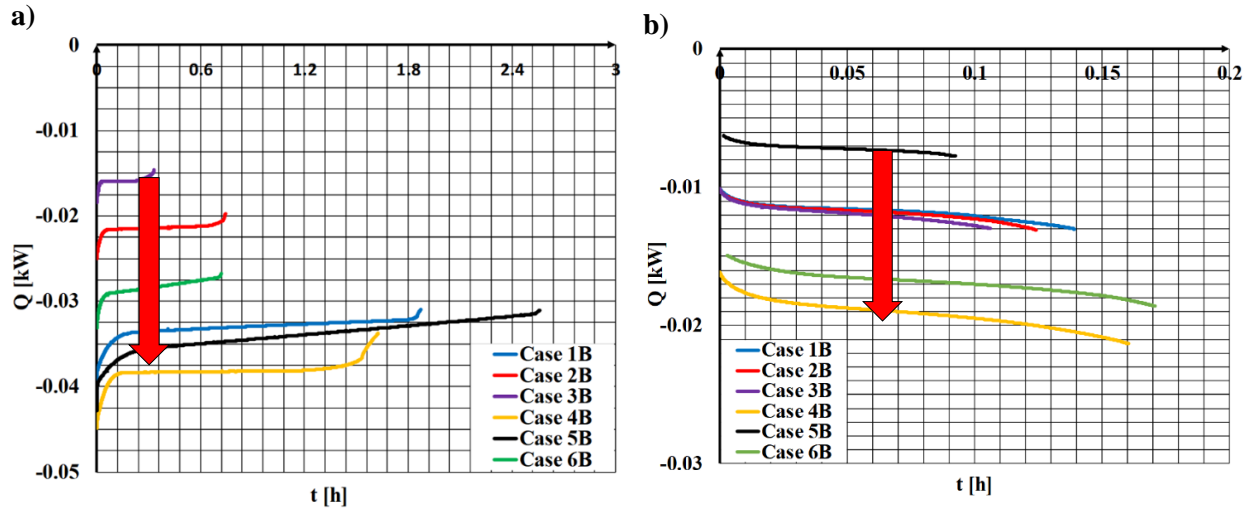 a)
0
0
0.6
1.2
1.8
2.4
3
-0.01
-0.02
-0.03
-0.04
-0.05
Q [kW]
t [h]
Case 1B
Case 2B
Case 3B
Case 4B
Case 5B
Case 6B
b)
0
0
0.05
0.1
0.15
0.2
-0.01
-0.02
-0.03
Q [kW]
t [h]
Case 1B
Case 2B
Case 3B
Case 4B
Case 5B
Case 6B